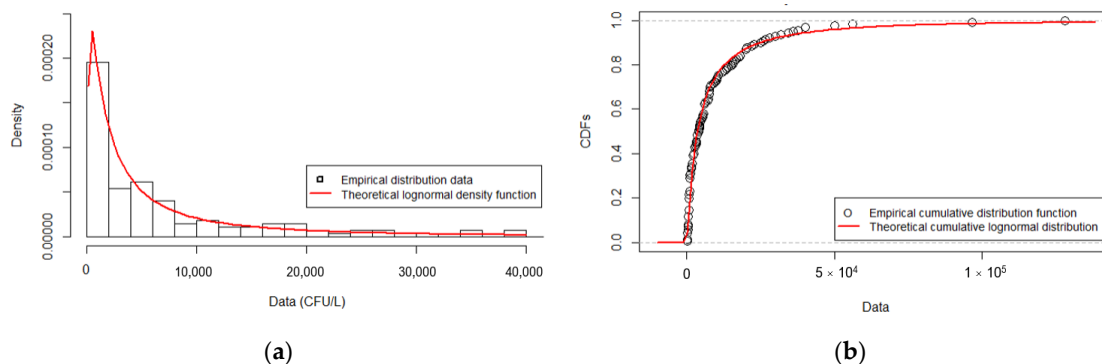 Density
0.00000
0.00010
0.00020
Empirical distribution data
Theoretical lognormal density function
0
10,000
20,000
30,000
40,000
Data (CFU/L)
(a)
CDFs
1.0
0.8
0.6
0.4
0.2
0.0
Empirical cumulative distribution function
Theoretical cumulative lognormal distribution
0
5 × 10⁴
1 × 10⁵
Data
(b)